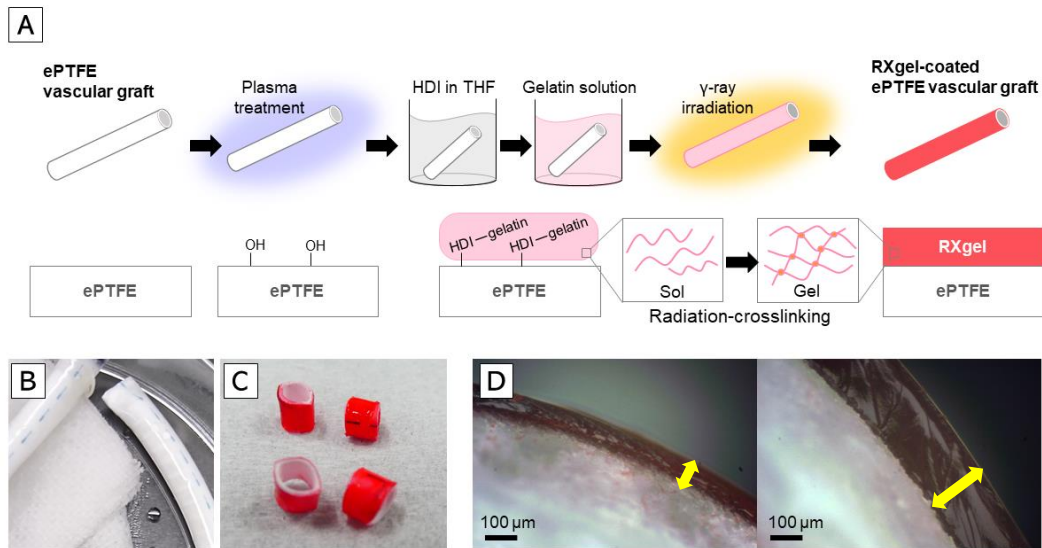 A
ePTFE
vascular graft
Plasma
treatment
HDI in THF
Gelatin solution
γ-ray
irradiation
RXgel-coated
ePTFE vascular graft
OH
OH
HDI—gelatin
HDI—gelatin
RXgel
ePTFE
ePTFE
ePTFE
Sol
Gel
ePTFE
Radiation-crosslinking
B
C
D
100 μm
100 μm